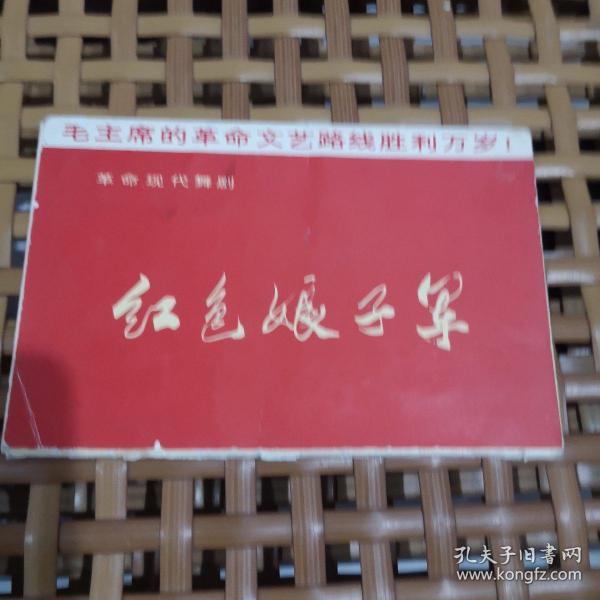 毛主席的革命文艺路线胜利万岁！
革命现代舞剧
红色娘子军
孔夫子旧書网
www.kongfz.com